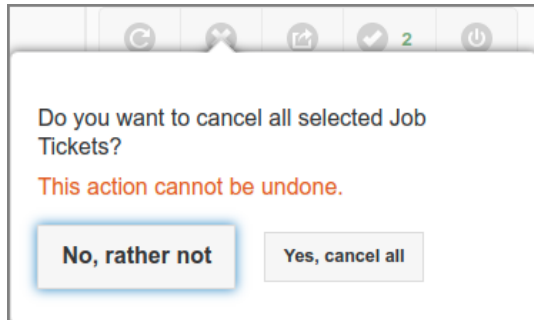 2
Do you want to cancel all selected Job
Tickets?
This action cannot be undone.
No, rather not
Yes, cancel all